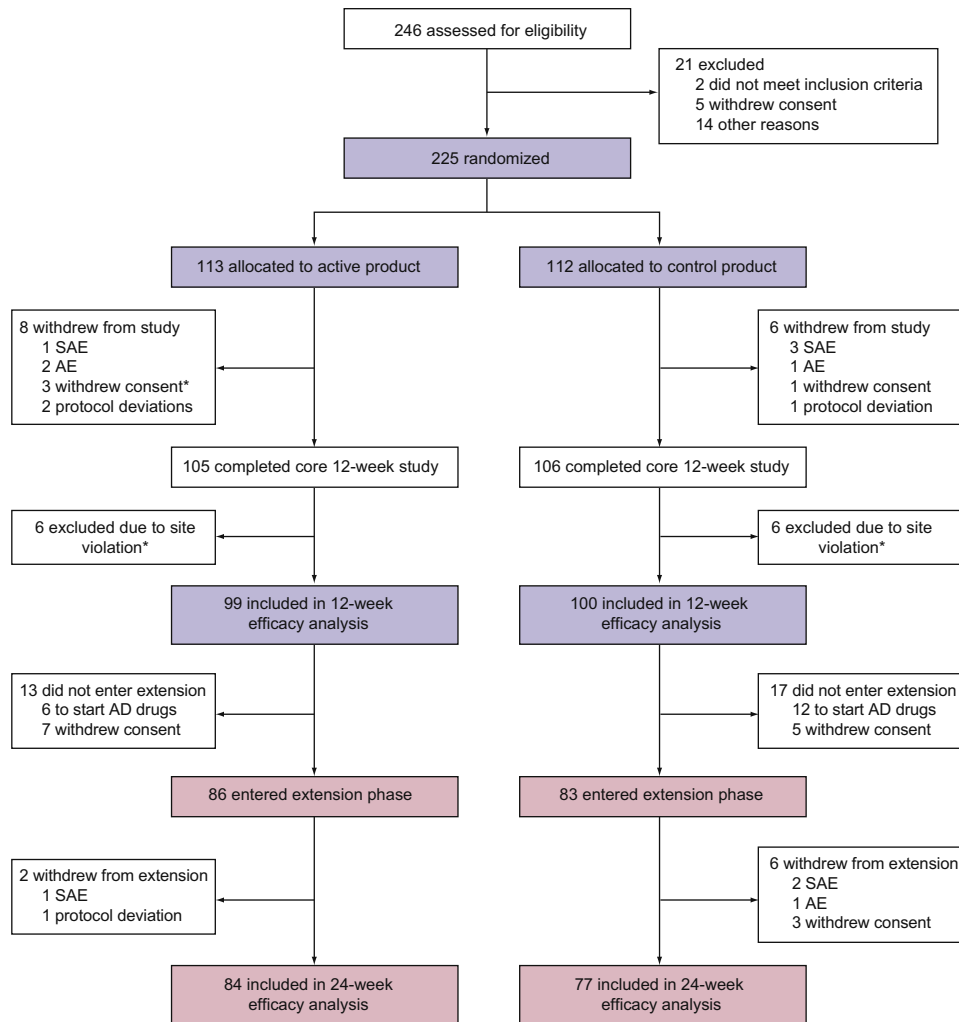 246 assessed for eligibility
21 excluded
2 did not meet inclusion criteria
5 withdrew consent
14 other reasons
225 randomized
113 allocated to active product
112 allocated to control product
8 withdrew from study
1 SAE
2 AE
3 withdrew consent*
2 protocol deviations
6 withdrew from study
3 SAE
1 AE
1 withdrew consent
1 protocol deviation
105 completed core 12-week study
106 completed core 12-week study
6 excluded due to site
violation*
6 excluded due to site
violation*
99 included in 12-week
efficacy analysis
100 included in 12-week
efficacy analysis
13 did not enter extension
6 to start AD drugs
7 withdrew consent
17 did not enter extension
12 to start AD drugs
5 withdrew consent
86 entered extension phase
83 entered extension phase
2 withdrew from extension
1 SAE
1 protocol deviation
6 withdrew from extension
2 SAE
1 AE
3 withdrew consent
84 included in 24-week
efficacy analysis
77 included in 24-week
efficacy analysis